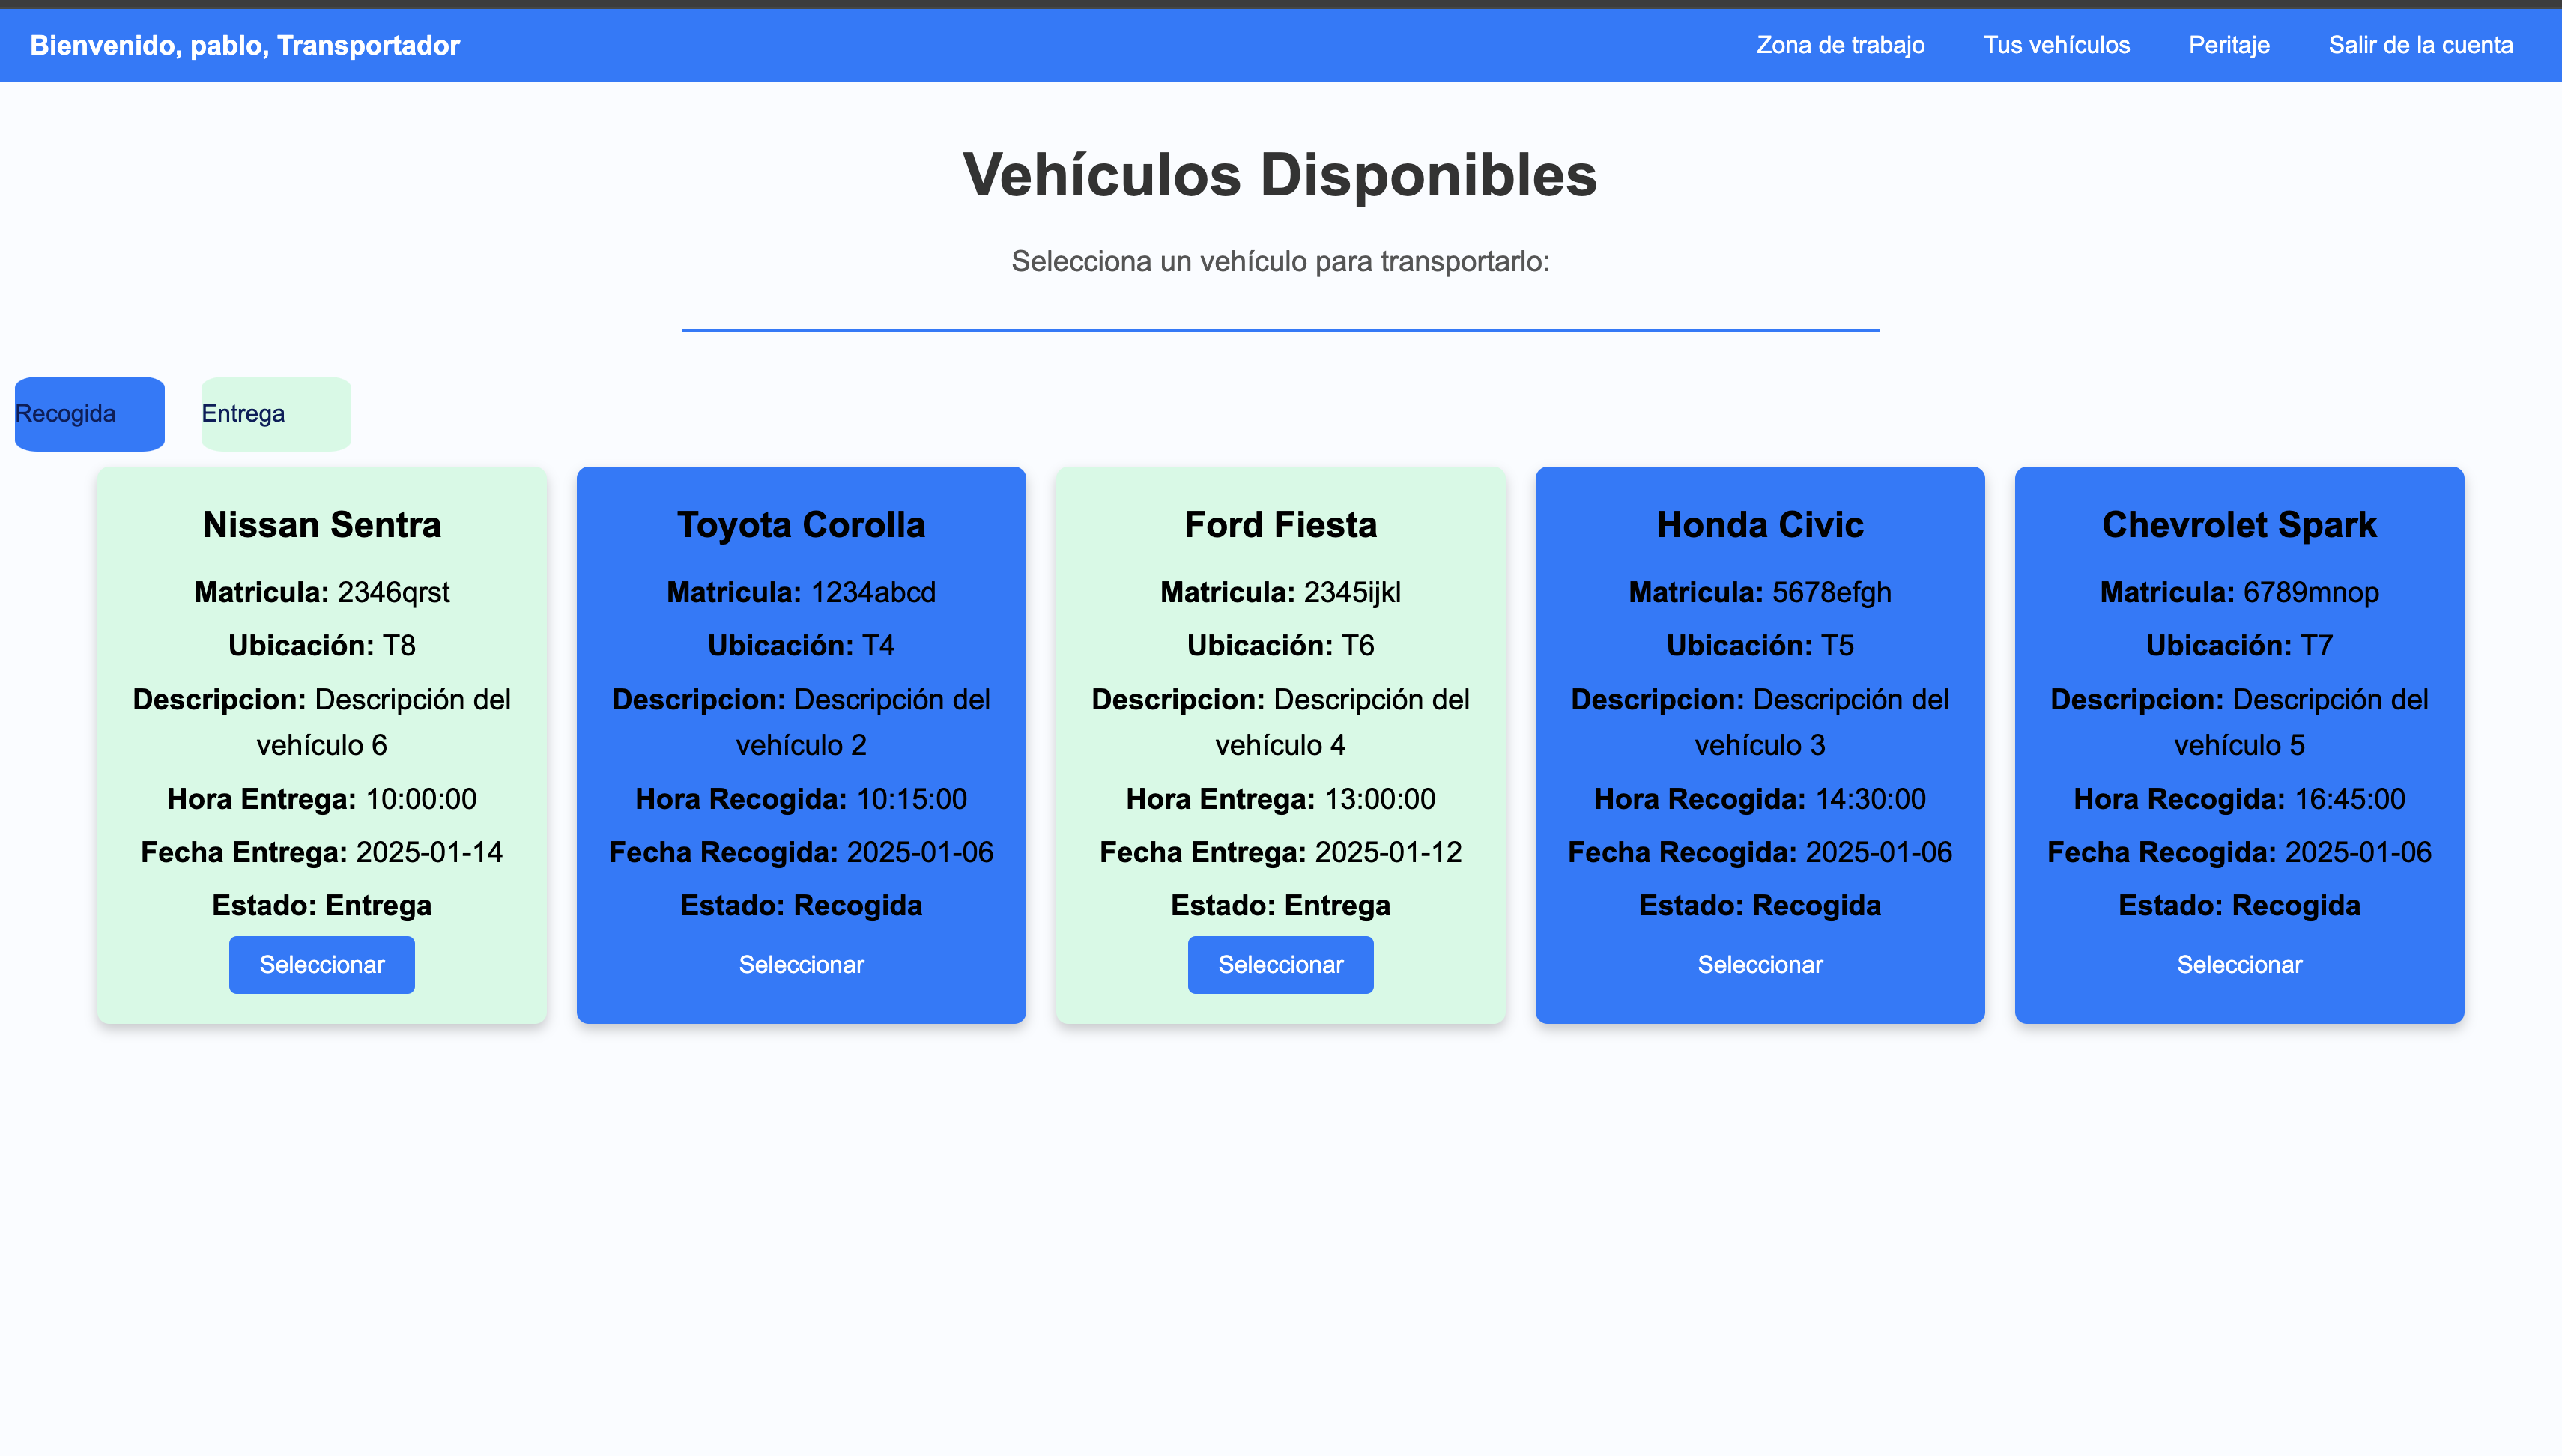 Bienvenido, pablo, Transportador
Zona de trabajo
Tus vehículos
Peritaje
Salir de la cuenta
Vehículos Disponibles
Selecciona un vehículo para transportarlo:
Recogida
Entrega
Nissan Sentra
Matricula: 2346qrst
Ubicación: T8
Descripcion: Descripción del
vehículo 6
Hora Entrega: 10:00:00
Fecha Entrega: 2025-01-14
Estado: Entrega
Seleccionar
Toyota Corolla
Matricula: 1234abcd
Ubicación: T4
Descripcion: Descripción del
vehículo 2
Hora Recogida: 10:15:00
Fecha Recogida: 2025-01-06
Estado: Recogida
Seleccionar
Ford Fiesta
Matricula: 2345ijkl
Ubicación: T6
Descripcion: Descripción del
vehículo 4
Hora Entrega: 13:00:00
Fecha Entrega: 2025-01-12
Estado: Entrega
Seleccionar
Honda Civic
Matricula: 5678efgh
Ubicación: T5
Descripcion: Descripción del
vehículo 3
Hora Recogida: 14:30:00
Fecha Recogida: 2025-01-06
Estado: Recogida
Seleccionar
Chevrolet Spark
Matricula: 6789mnop
Ubicación: T7
Descripcion: Descripción del
vehículo 5
Hora Recogida: 16:45:00
Fecha Recogida: 2025-01-06
Estado: Recogida
Seleccionar